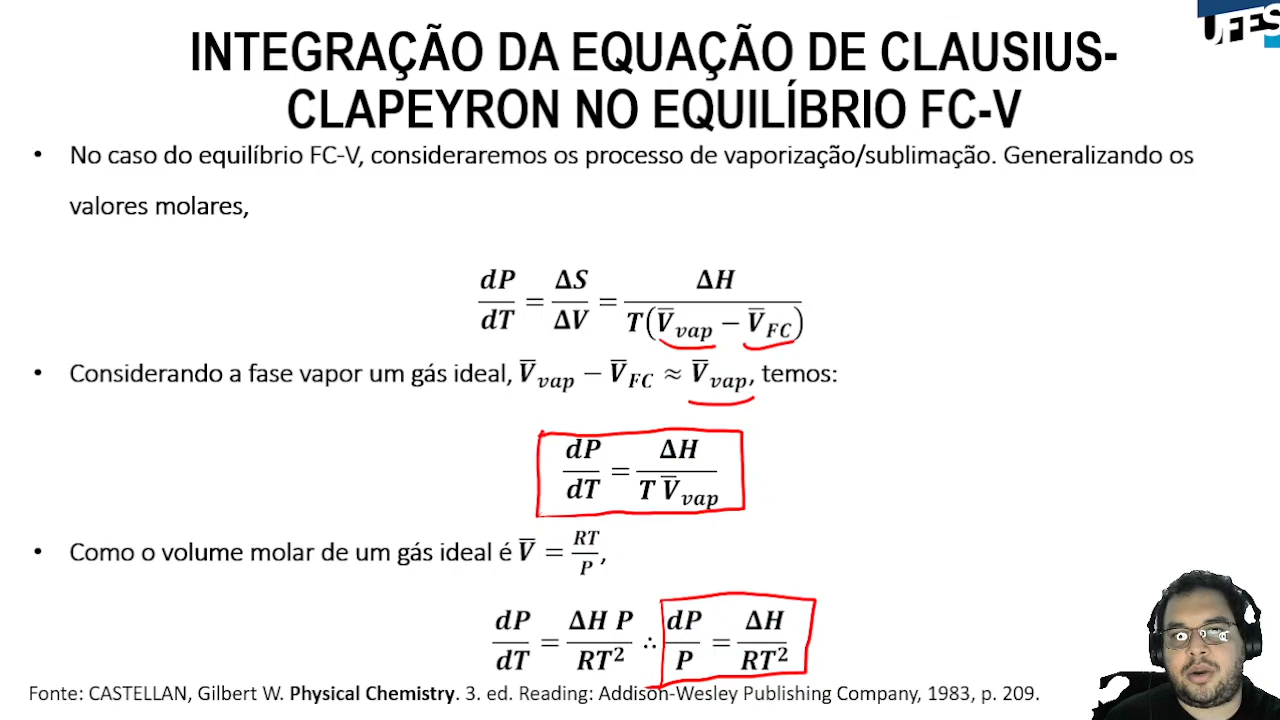 UFES
INTEGRAÇÃO DA EQUAÇÃO DE CLAUSIUS-
CLAPEYRON NO EQUILÍBRIO FC-V
• No caso do equilíbrio FC-V, consideraremos os processo de vaporização/sublimação. Generalizando os
valores molares,
dP/dT = ΔS/ΔV = ΔH/T(V̅vap − V̅FC)
• Considerando a fase vapor um gás ideal, V̅vap − V̅FC ≈ V̅vap, temos:
dP/dT = ΔH/T V̅vap
• Como o volume molar de um gás ideal é V̅ = RT/P,
dP/dT = ΔH P/RT² ∴ dP/P = ΔH/RT²
Fonte: CASTELLAN, Gilbert W. Physical Chemistry. 3. ed. Reading: Addison-Wesley Publishing Company, 1983, p. 209.